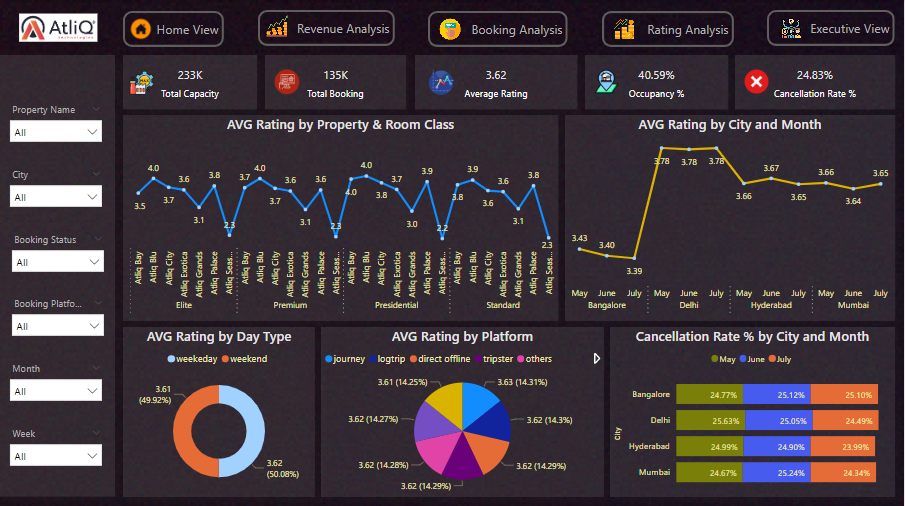 AtliQ
technologies
Home View
Revenue Analysis
Booking Analysis
Rating Analysis
Executive View
233K
Total Capacity
135K
Total Booking
3.62
Average Rating
40.59%
Occupancy %
24.83%
Cancellation Rate %
Property Name
All
City
All
Booking Status
All
Booking Platfo...
All
Month
All
Week
All
AVG Rating by Property & Room Class
3.5 4.0 3.7 3.6 3.1 3.8 2.3 3.7 4.0 3.7 3.6 3.1 3.6 2.3 4.0 4.0 3.8 3.7 3.0 3.9 2.2 3.8 3.9 3.6 3.6 3.1 3.8 2.3
Atliq Bay Atliq Blu Atliq City Atliq Exotica Atliq Grands Atliq Palace Atliq Seas... Atliq Bay Atliq Blu Atliq City Atliq Exotica Atliq Grands Atliq Palace Atliq Seas... Atliq Bay Atliq Blu Atliq City Atliq Exotica Atliq Grands Atliq Palace Atliq Seas... Atliq Bay Atliq Blu Atliq City Atliq Exotica Atliq Grands Atliq Palace Atliq Seas...
Elite Premium Presidential Standard
AVG Rating by City and Month
3.43 3.40 3.39 3.78 3.78 3.78 3.66 3.67 3.65 3.66 3.64 3.65
May June July May June July May June July May June July
Bangalore Delhi Hyderabad Mumbai
AVG Rating by Day Type
weekeday weekend
3.61
(49.92%)
3.62
(50.08%)
AVG Rating by Platform
journey logtrip direct offline tripster others
3.61 (14.25%) 3.63 (14.31%)
3.62 (14.27%) 3.62 (14.3%)
3.62 (14.28%) 3.62 (14.29%)
3.62 (14.29%)
Cancellation Rate % by City and Month
May June July
City
Bangalore 24.77% 25.12% 25.10%
Delhi 25.63% 25.05% 24.49%
Hyderabad 24.99% 24.90% 23.99%
Mumbai 24.67% 25.24% 24.34%